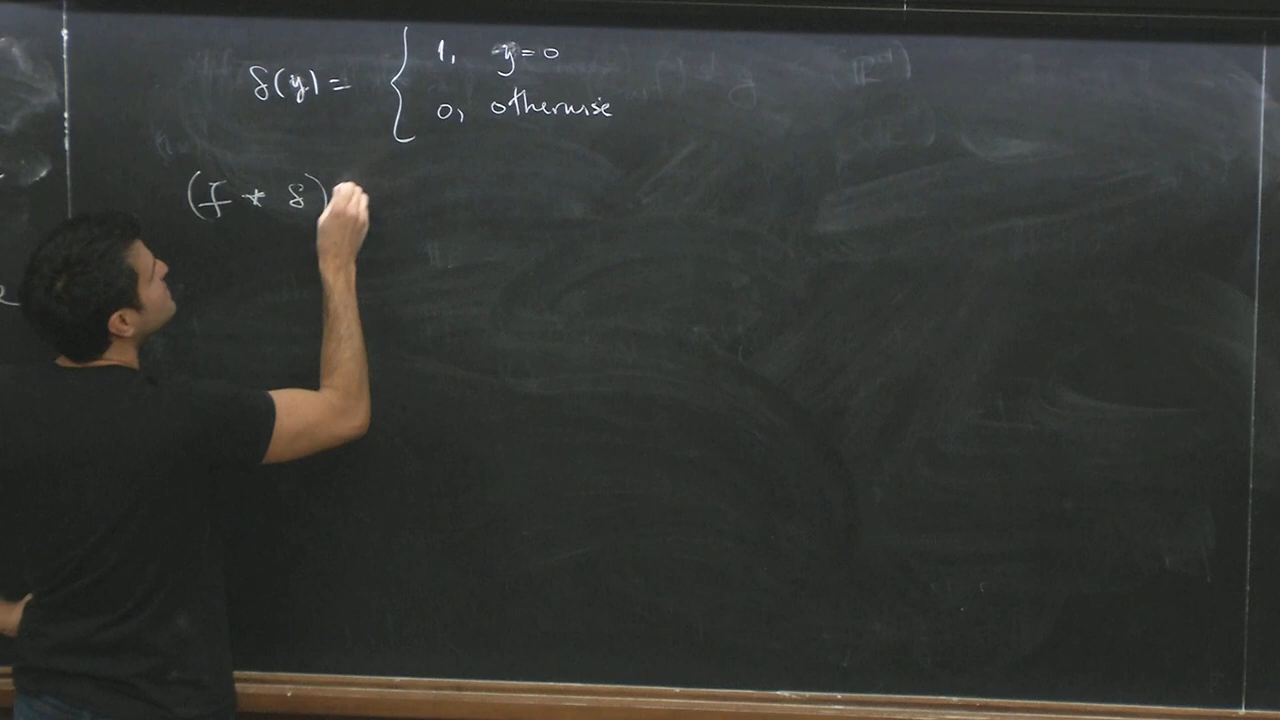 δ(y) = { 1, y=0
0, otherwise
(f * δ)